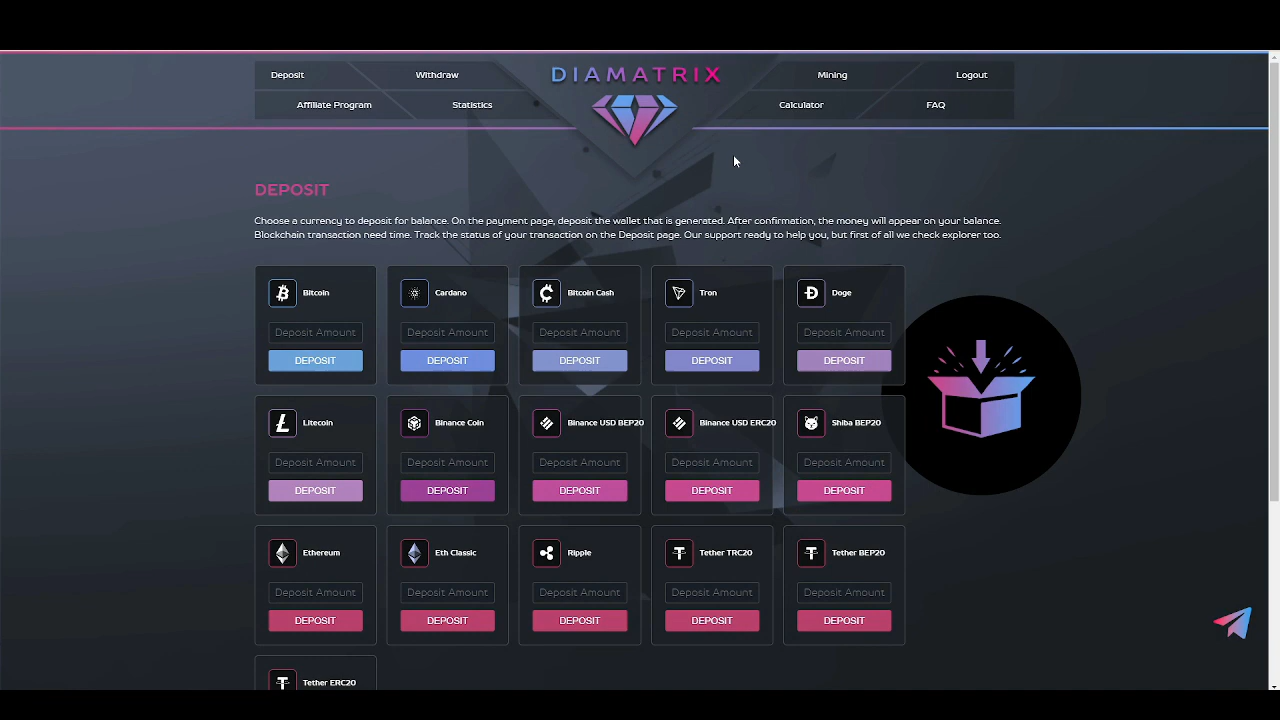 Deposit
Withdraw
DIAMATRIX
Mining
Logout
Affiliate Program
Statistics
Calculator
FAQ
DEPOSIT
Choose a currency to deposit for balance. On the payment page, deposit the wallet that is generated. After confirmation, the money will appear on your balance.
Blockchain transaction need time. Track the status of your transaction on the Deposit page. Our support ready to help you, but first of all we check explorer too.
Bitcoin
Cardano
Bitcoin Cash
Tron
Doge
Deposit Amount
Deposit Amount
Deposit Amount
Deposit Amount
Deposit Amount
DEPOSIT
DEPOSIT
DEPOSIT
DEPOSIT
DEPOSIT
Litecoin
Binance Coin
Binance USD BEP20
Binance USD ERC20
Shiba BEP20
Deposit Amount
Deposit Amount
Deposit Amount
Deposit Amount
Deposit Amount
DEPOSIT
DEPOSIT
DEPOSIT
DEPOSIT
DEPOSIT
Ethereum
Eth Classic
Ripple
Tether TRC20
Tether BEP20
Deposit Amount
Deposit Amount
Deposit Amount
Deposit Amount
Deposit Amount
DEPOSIT
DEPOSIT
DEPOSIT
DEPOSIT
DEPOSIT
Tether ERC20